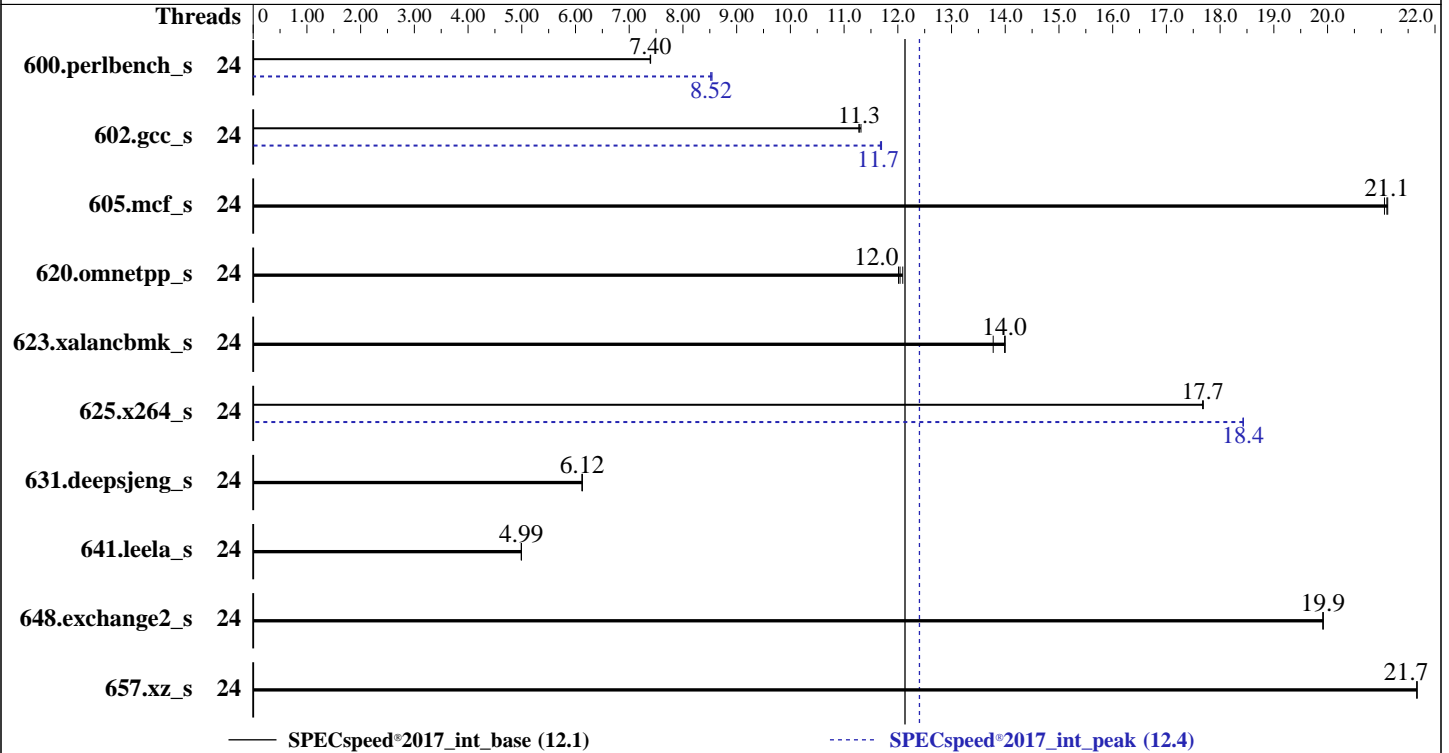 Threads 0 1.00 2.00 3.00 4.00 5.00 6.00 7.00 8.00 9.00 10.0 11.0 12.0 13.0 14.0 15.0 16.0 17.0 18.0 19.0 20.0 22.0
600.perlbench_s 24 7.40
8.52
602.gcc_s 24 11.3
11.7
605.mcf_s 24 21.1
620.omnetpp_s 24 12.0
623.xalancbmk_s 24 14.0
625.x264_s 24 17.7
18.4
631.deepsjeng_s 24 6.12
641.leela_s 24 4.99
648.exchange2_s 24 19.9
657.xz_s 24 21.7
SPECspeed®2017_int_base (12.1) SPECspeed®2017_int_peak (12.4)